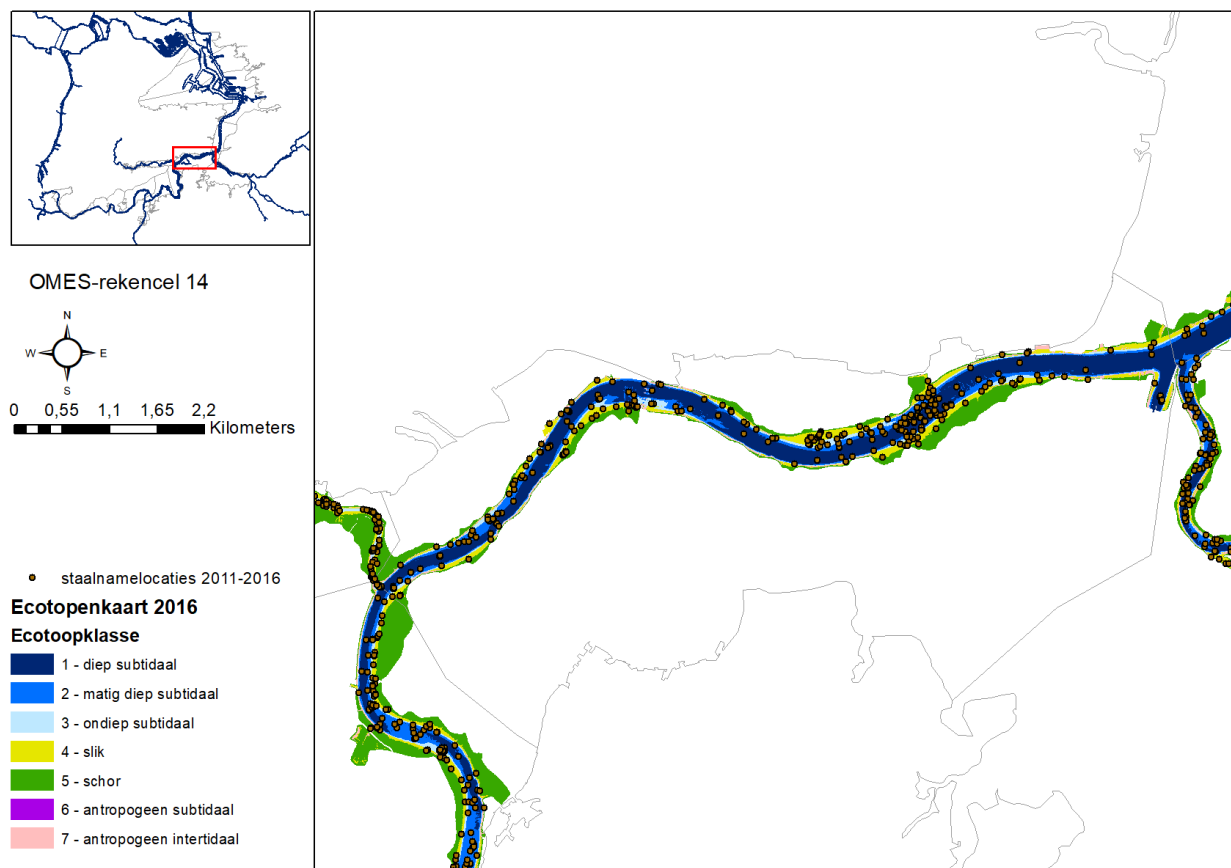 OMES-rekencel 14
N
W E
S
0 0,55 1,1 1,65 2,2
Kilometers
staalnamelocaties 2011-2016
Ecotopenkaart 2016
Ecotoopklasse
1 - diep subtidaal
2 - matig diep subtidaal
3 - ondiep subtidaal
4 - slik
5 - schor
6 - antropogeen subtidaal
7 - antropogeen intertidaal